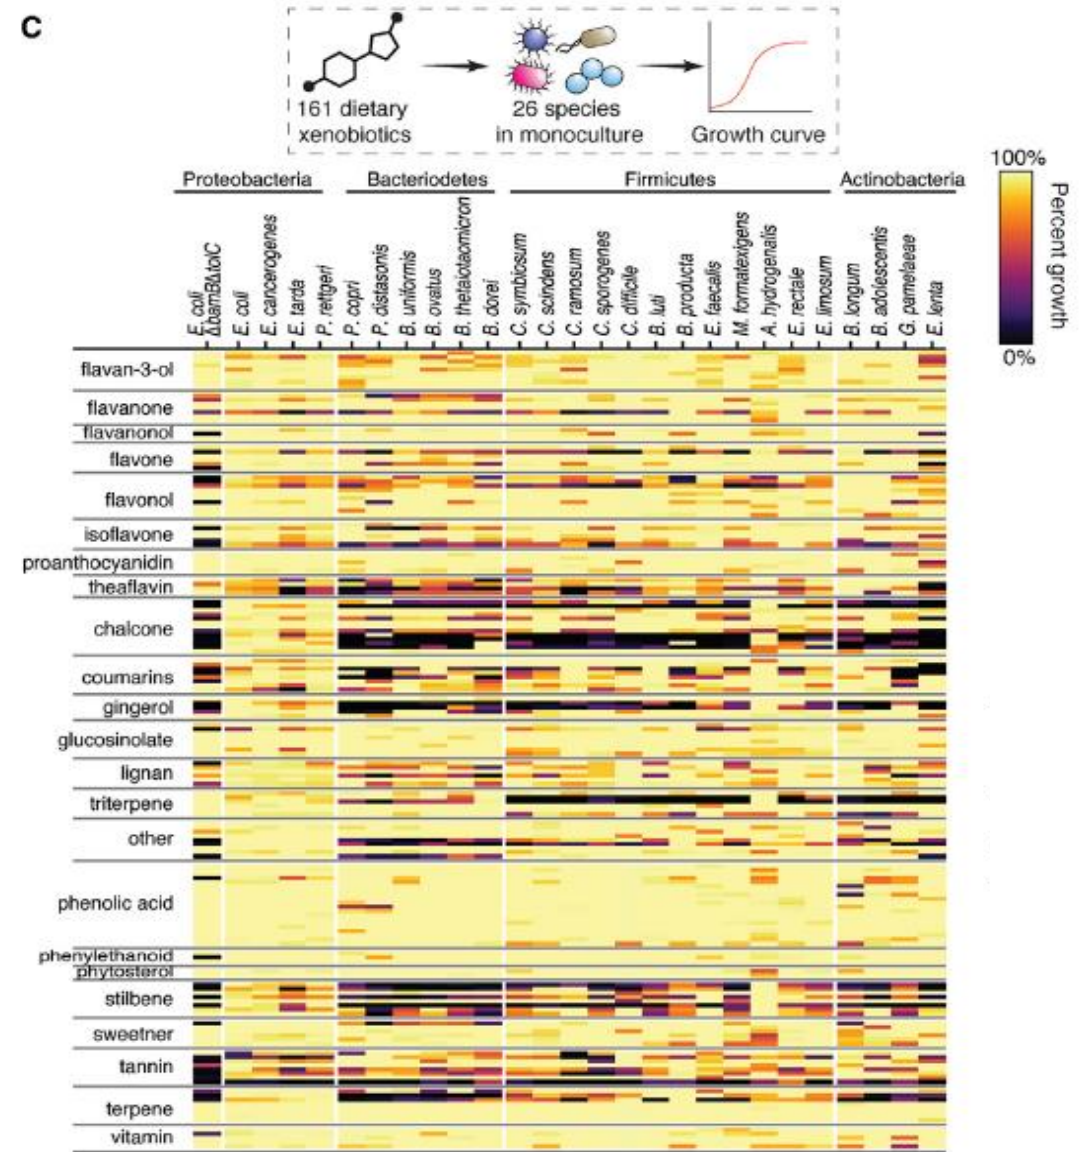 C
161 dietary
xenobiotics
26 species
in monoculture
Growth curve
100%
Percent growth
0%
Proteobacteria
Bacteriodetes
Firmicutes
Actinobacteria
E. coli
ΔbamBΔtolC
E. coli
E. cancerogenes
E. tarda
P. rettgeri
P. copri
P. distasonis
B. uniformis
B. ovatus
B. thetaiotaomicron
B. dorei
C. symbiosum
C. scindens
C. ramosum
C. sporogenes
C. difficile
B. luti
B. producta
E. faecalis
M. formatexigens
A. hydrogenalis
E. rectale
E. limosum
B. longum
B. adolescentis
G. pamelaeae
E. lenta
flavan-3-ol
flavanone
flavanonol
flavone
flavonol
isoflavone
proanthocyanidin
theaflavin
chalcone
coumarins
gingerol
glucosinolate
lignan
triterpene
other
phenolic acid
phenylethanoid
phytosterol
stilbene
sweetner
tannin
terpene
vitamin